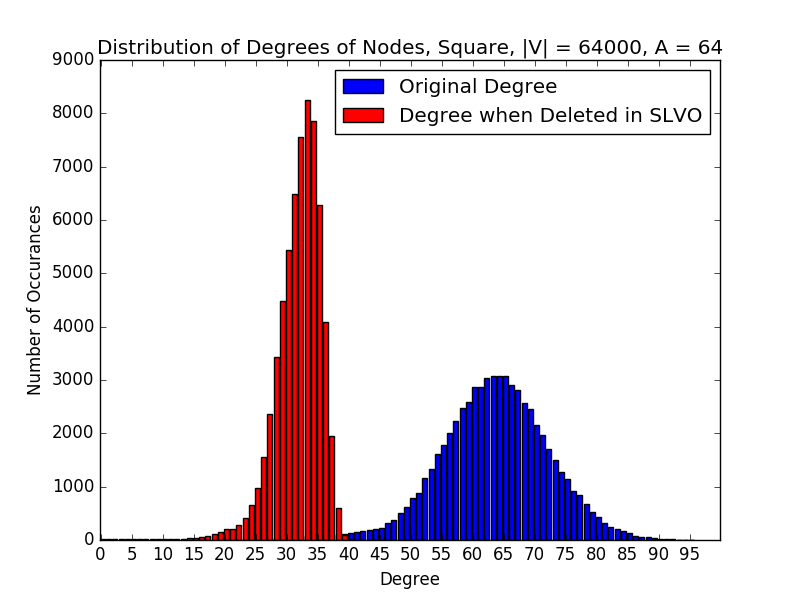 Distribution of Degrees of Nodes, Square, |V| = 64000, A = 64
Original Degree
Degree when Deleted in SLVO
9000
8000
7000
6000
5000
4000
3000
2000
1000
0
Number of Occurances
0 5 10 15 20 25 30 35 40 45 50 55 60 65 70 75 80 85 90 95
Degree